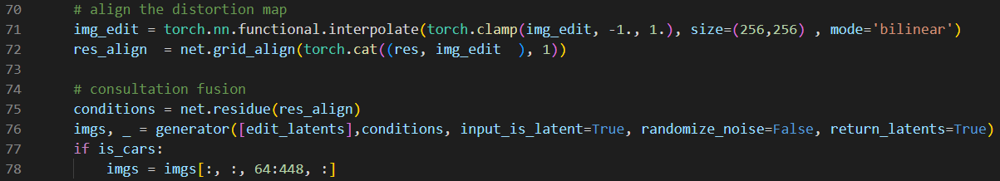 70 # align the distortion map
71 img_edit = torch.nn.functional.interpolate(torch.clamp(img_edit, -1., 1.), size=(256,256) , mode='bilinear')
72 res_align  = net.grid_align(torch.cat((res, img_edit  ), 1))
73
74 # consultation fusion
75 conditions = net.residue(res_align)
76 imgs, _ = generator([edit_latents],conditions, input_is_latent=True, randomize_noise=False, return_latents=True)
77 if is_cars:
78     imgs = imgs[:, :, 64:448, :]